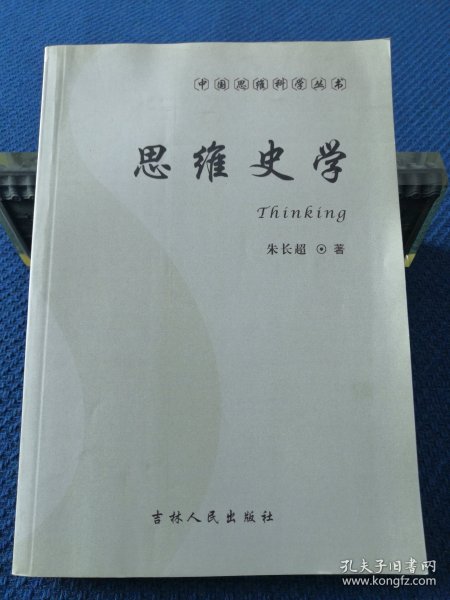 中国思维科学丛书
思维史学
Thinking
朱长超 著
吉林人民出版社
孔夫子旧书网
www.kongfz.com